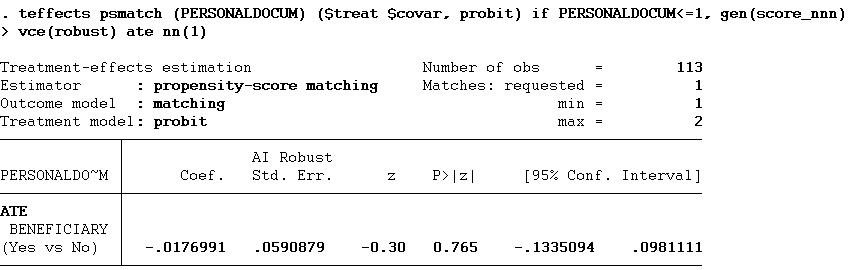 . teffects psmatch (PERSONALDOCUM) ($treat $covar, probit) if PERSONALDOCUM<=1, gen(score_nnn)
> vce(robust) ate nn(1)
Treatment-effects estimation Number of obs = 113
Estimator : propensity-score matching Matches: requested = 1
Outcome model : matching min = 1
Treatment model: probit max = 2
AI Robust
PERSONALDO~M Coef. Std. Err. z P>|z| [95% Conf. Interval]
ATE
BENEFICIARY
(Yes vs No) -.0176991 .0590879 -0.30 0.765 -.1335094 .0981111